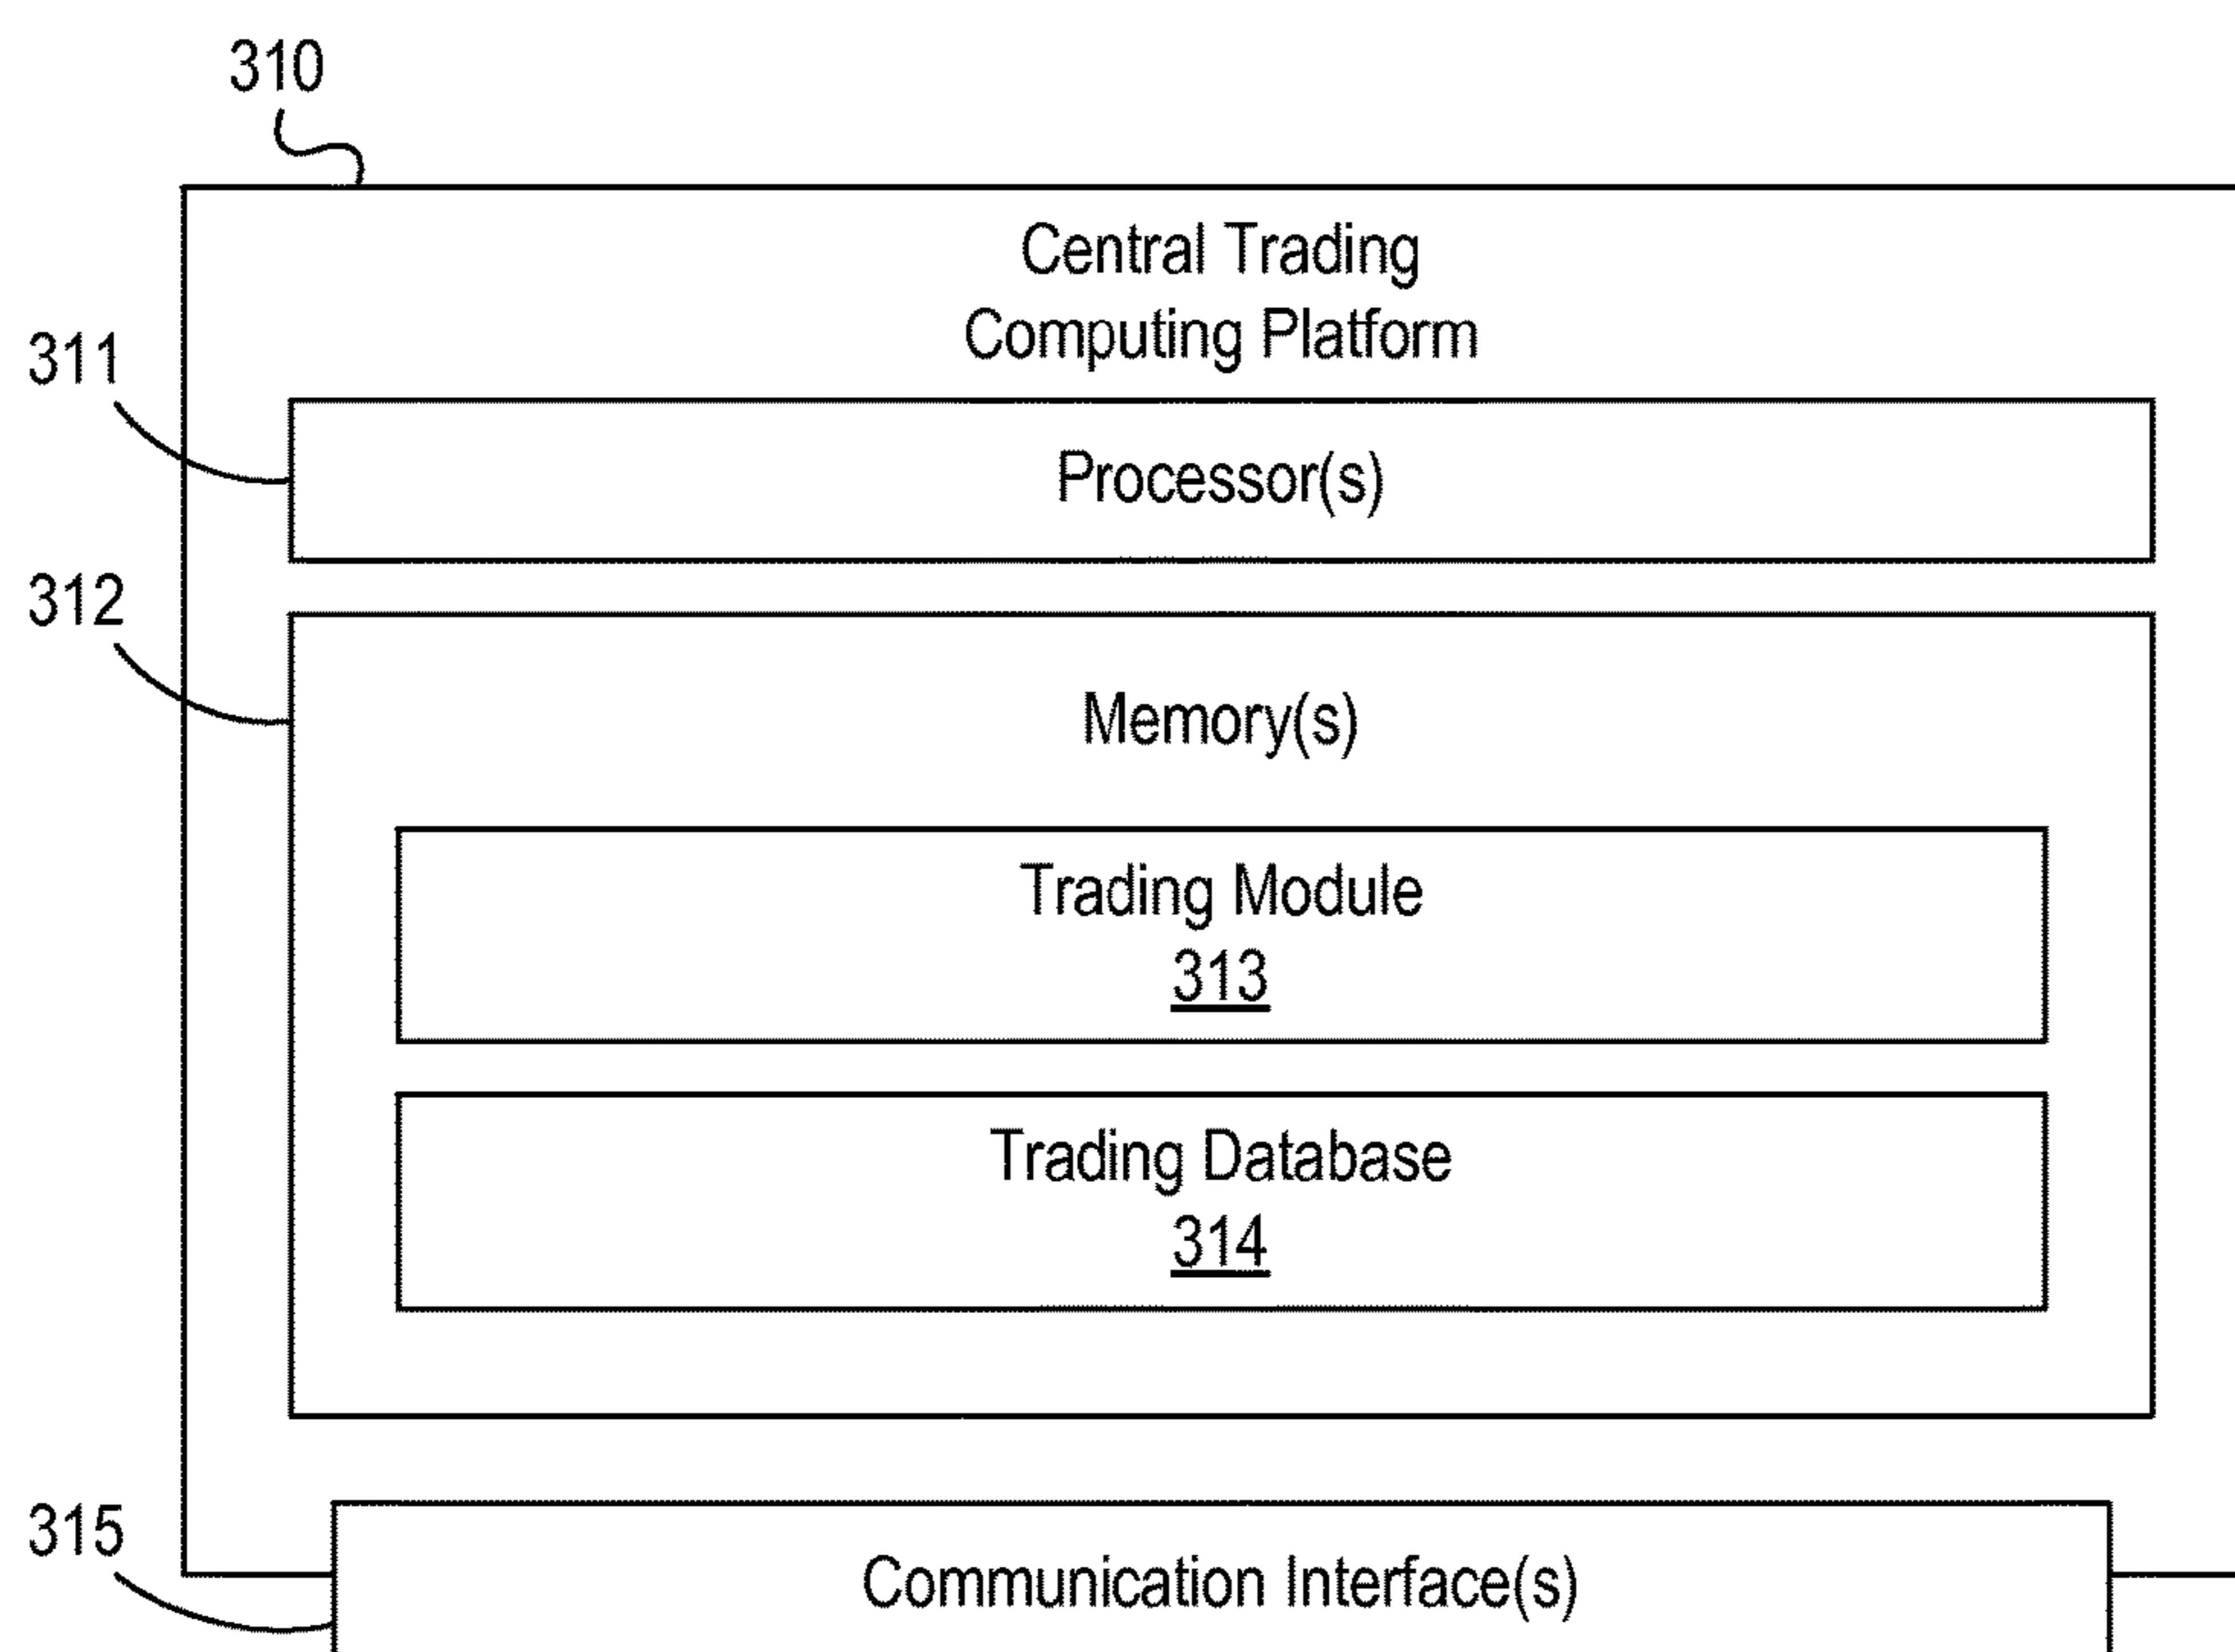 310
Central Trading
Computing Platform
311
Processor(s)
312
Memory(s)
Trading Module
313
Trading Database
314
315
Communication Interface(s)